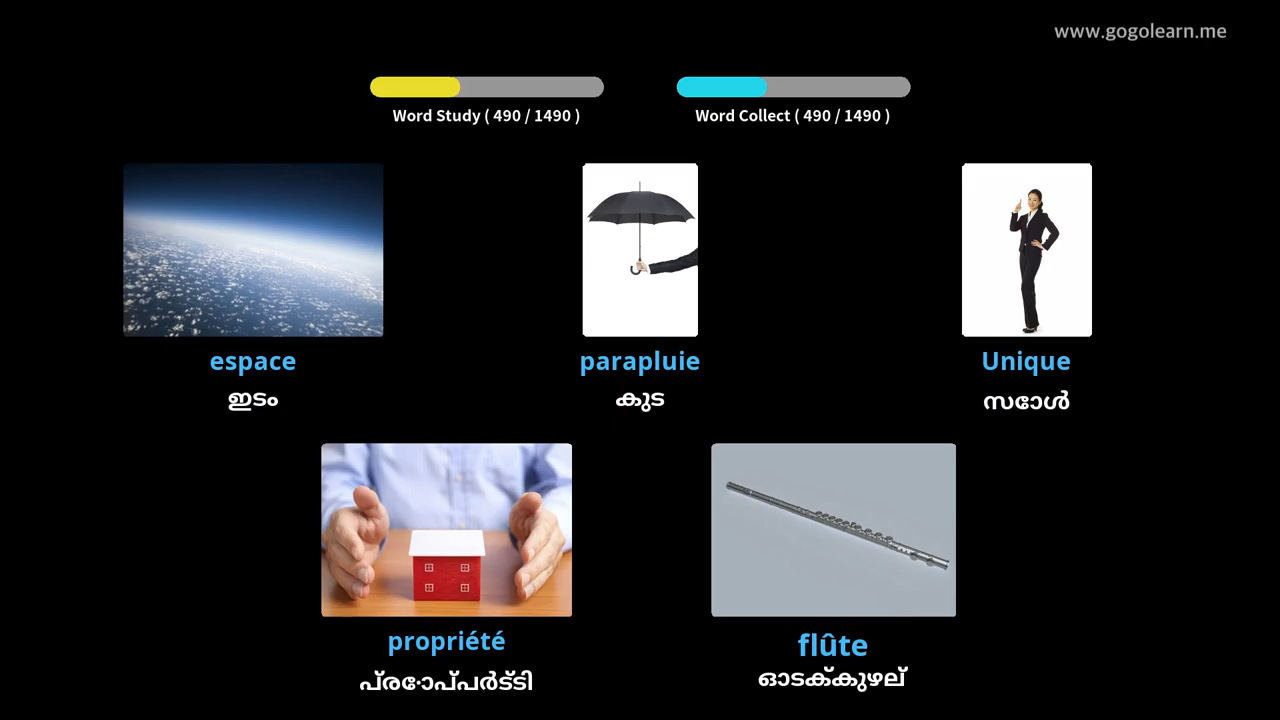 www.gogolearn.me
Word Study ( 490 / 1490 )
Word Collect ( 490 / 1490 )
espace
parapluie
Unique
ഇടം
കുട
സോൾ
propriété
flûte
പ്രോപ്പർട്ടി
ഓടക്കുഴല്